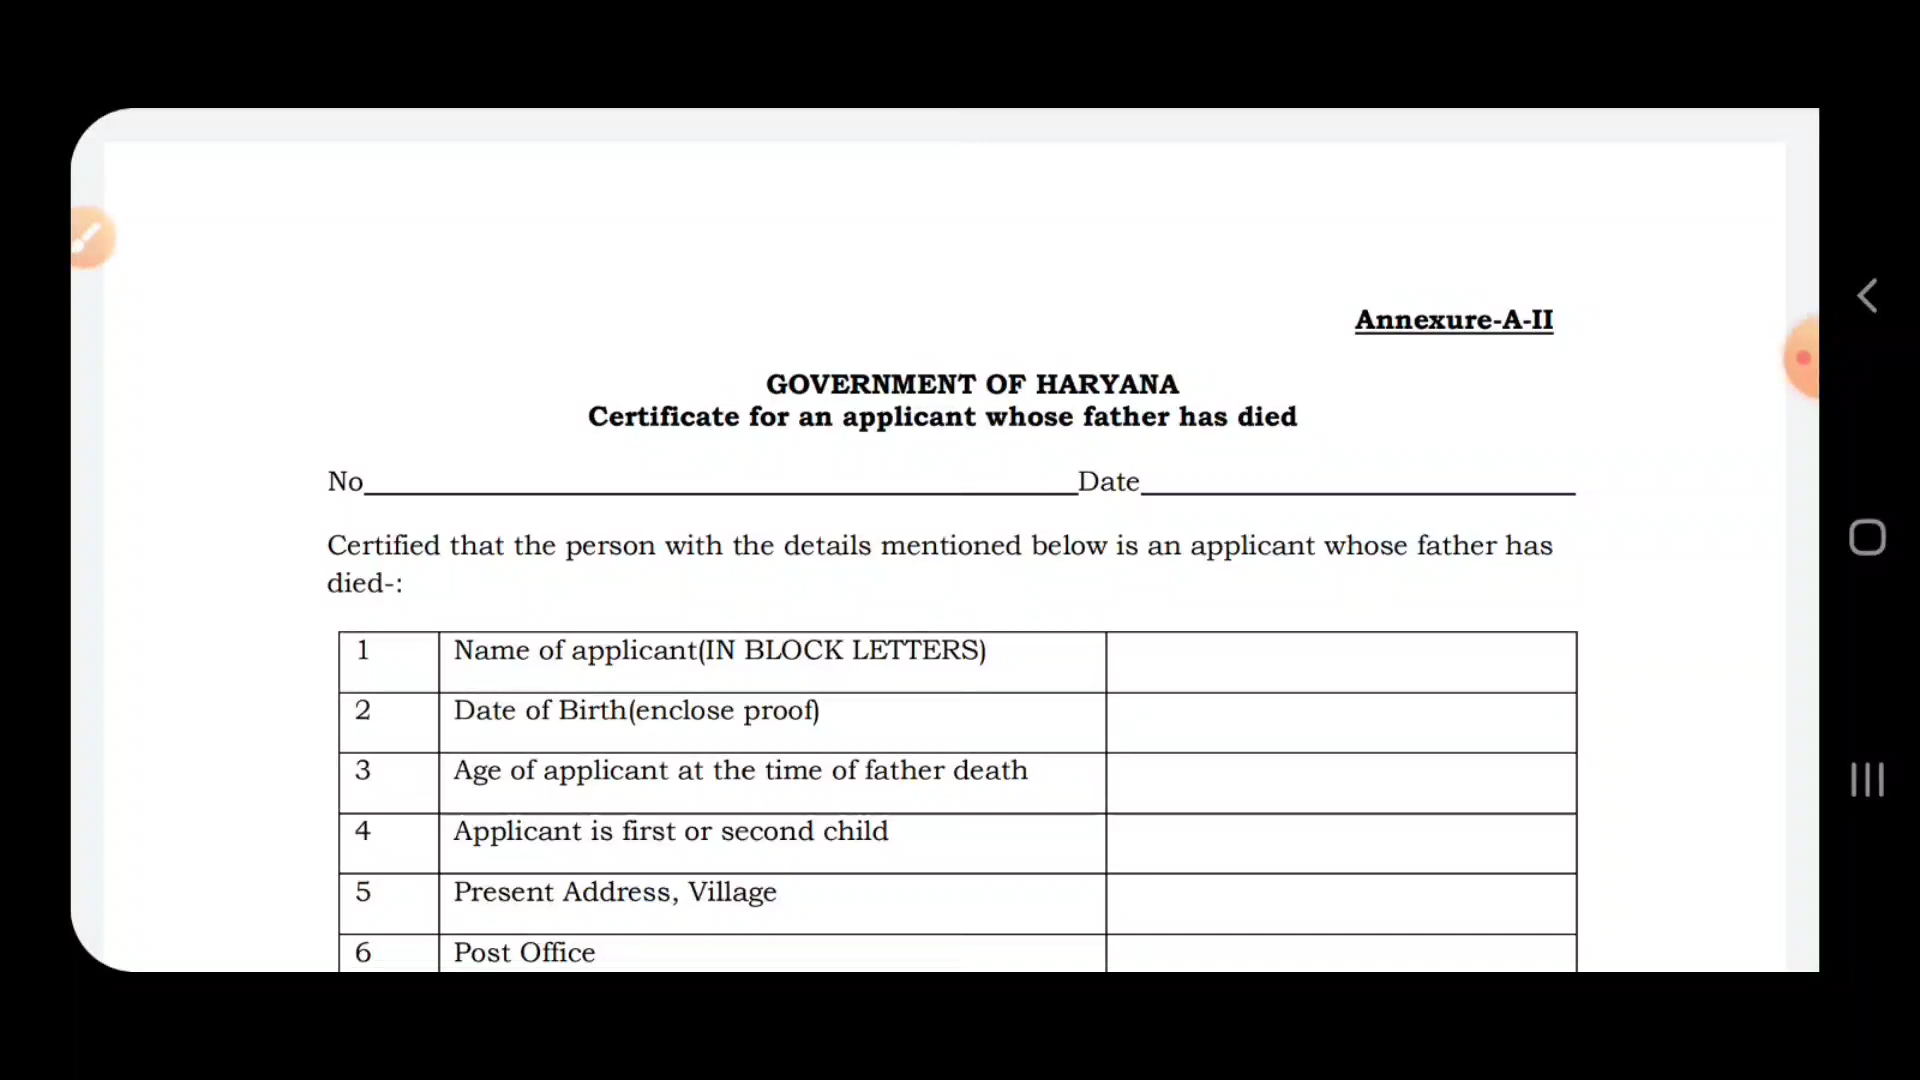 Annexure-A-II
GOVERNMENT OF HARYANA
Certificate for an applicant whose father has died
No____________________Date____________________
Certified that the person with the details mentioned below is an applicant whose father has
died-:
1 Name of applicant(IN BLOCK LETTERS)
2 Date of Birth(enclose proof)
3 Age of applicant at the time of father death
4 Applicant is first or second child
5 Present Address, Village
6 Post Office